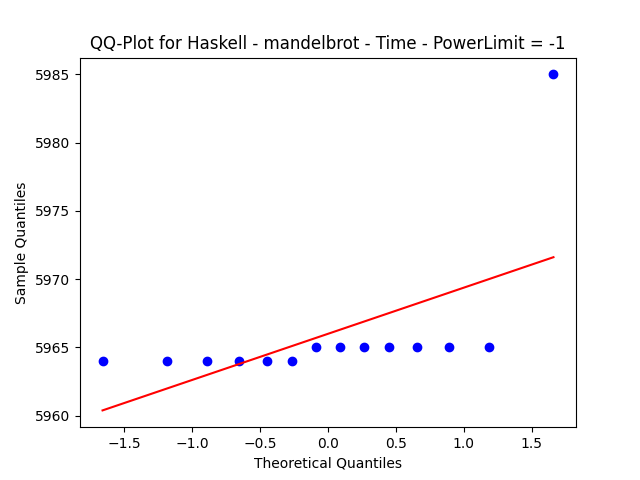 QQ-Plot for Haskell - mandelbrot - Time - PowerLimit = -1
5985
5980
5975
5970
5965
5960
Sample Quantiles
−1.5 −1.0 −0.5 0.0 0.5 1.0 1.5
Theoretical Quantiles